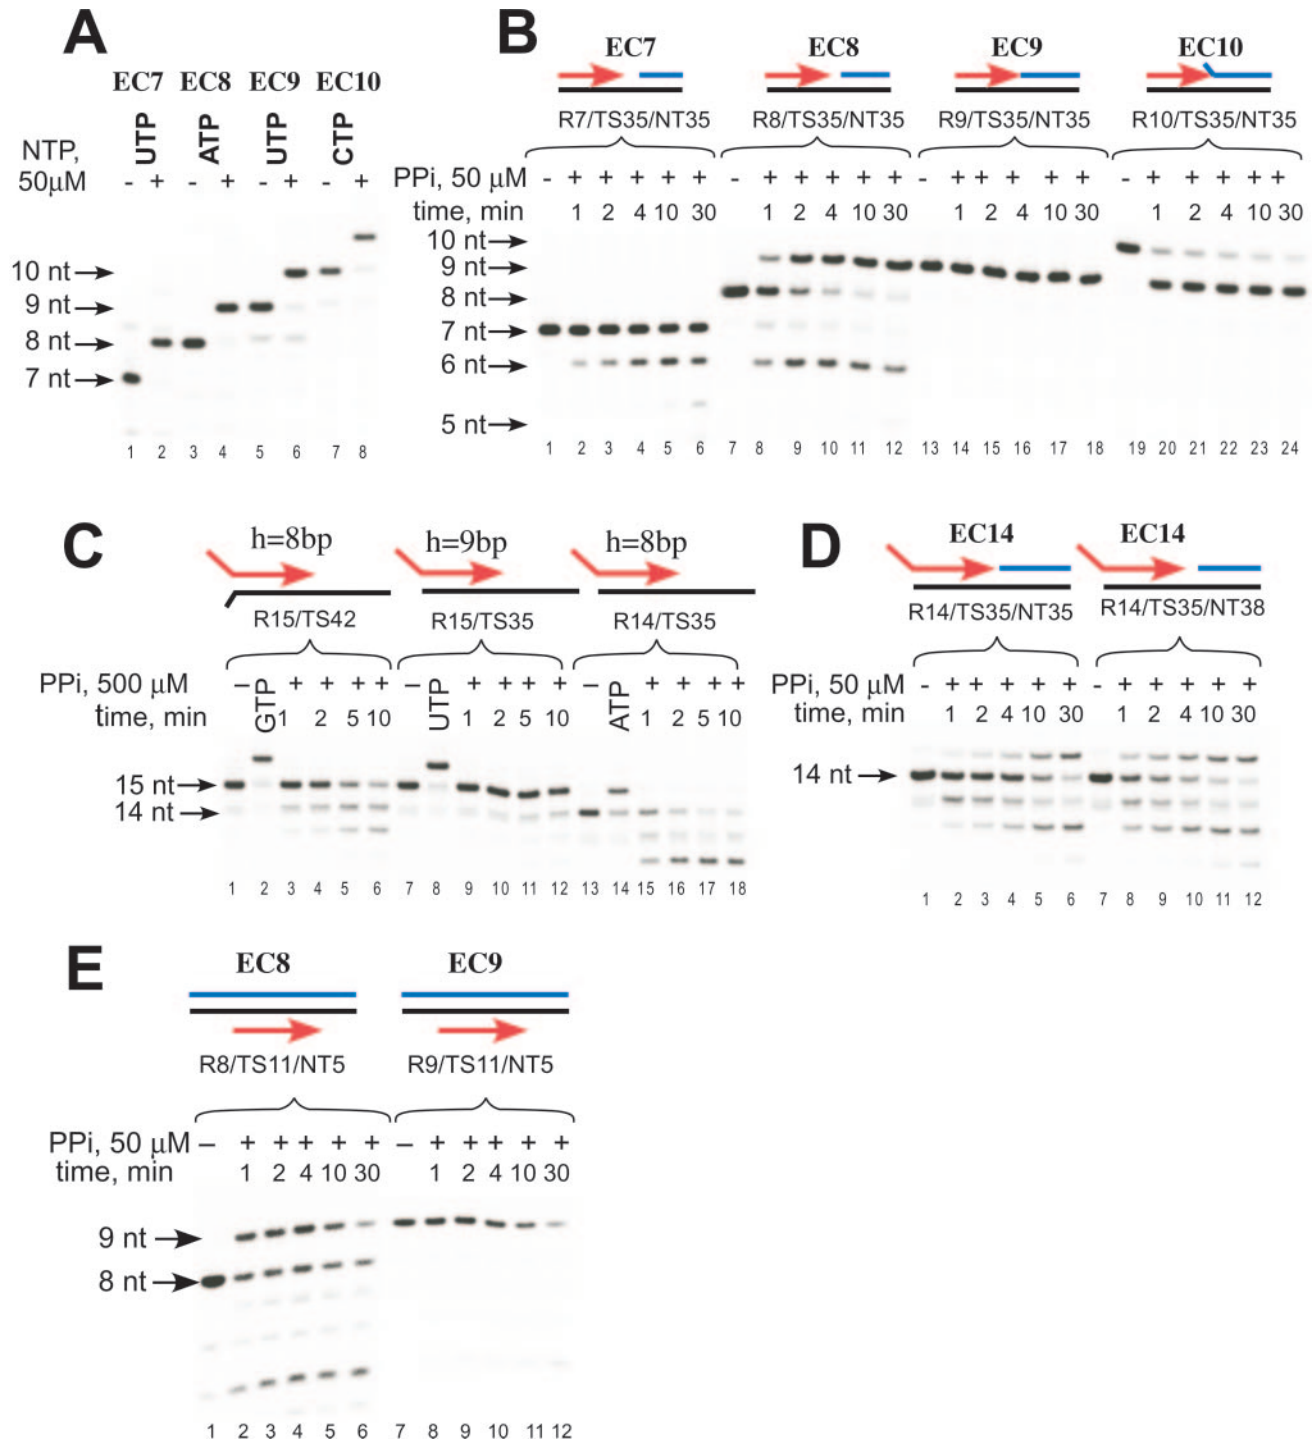 A
EC7 EC8 EC9 EC10
UTP ATP UTP CTP
NTP,
50μM - + - + - + - +
10 nt
9 nt
8 nt
7 nt
1 2 3 4 5 6 7 8
B
EC7 EC8 EC9 EC10
R7/TS35/NT35 R8/TS35/NT35 R9/TS35/NT35 R10/TS35/NT35
PPi, 50 μM - + + + + + - + + + + + - + + + + + - + + + + +
time, min 1 2 4 10 30 1 2 4 10 30 1 2 4 10 30 1 2 4 10 30
10 nt
9 nt
8 nt
7 nt
6 nt
5 nt
1 2 3 4 5 6 7 8 9 10 11 12 13 14 15 16 17 18 19 20 21 22 23 24
C
h=8bp h=9bp h=8bp
R15/TS42 R15/TS35 R14/TS35
PPi, 500 μM – GTP + + + + – UTP + + + + – ATP + + + +
time, min 1 2 5 10 1 2 5 10 1 2 5 10
15 nt
14 nt
1 2 3 4 5 6 7 8 9 10 11 12 13 14 15 16 17 18
D
EC14 EC14
R14/TS35/NT35 R14/TS35/NT38
PPi, 50 μM - + + + + + - + + + + +
time, min 1 2 4 10 30 1 2 4 10 30
14 nt
1 2 3 4 5 6 7 8 9 10 11 12
E
EC8 EC9
R8/TS11/NT5 R9/TS11/NT5
PPi, 50 μM – + + + + + – + + + + +
time, min 1 2 4 10 30 1 2 4 10 30
9 nt
8 nt
1 2 3 4 5 6 7 8 9 10 11 12